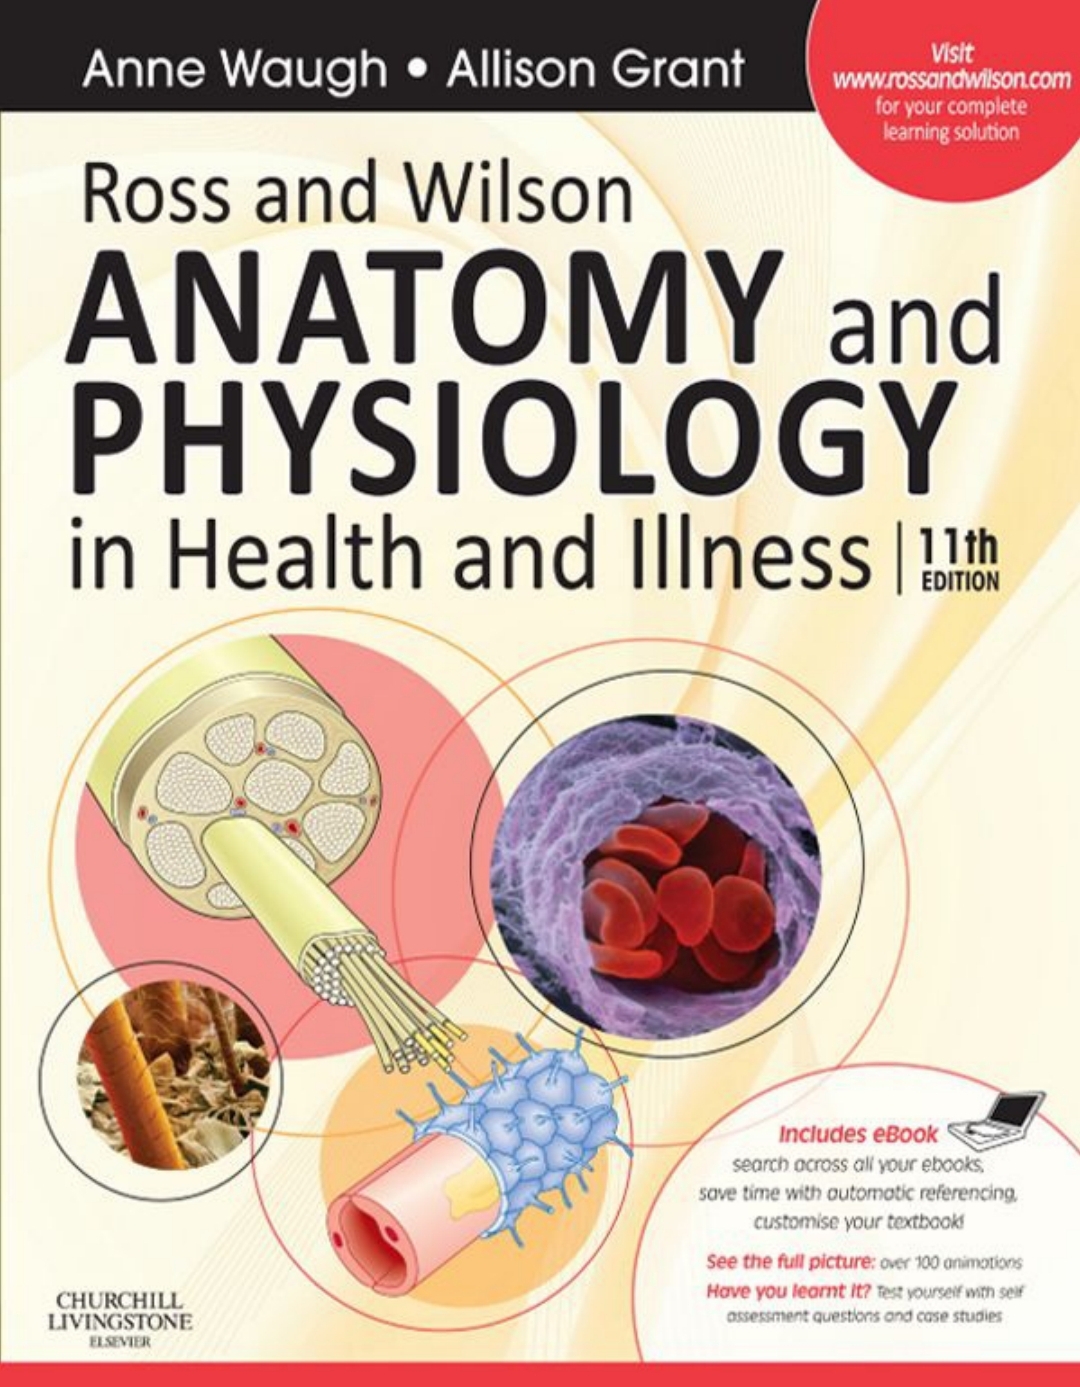 Anne Waugh • Allison Grant
Visit
www.rossandwilson.com
for your complete
learning solution
Ross and Wilson
ANATOMY and
PHYSIOLOGY
in Health and Illness | 11th
EDITION
Includes eBook
search across all your ebooks,
save time with automatic referencing,
customise your textbook!
See the full picture: over 100 animations
Have you learnt it? Test yourself with self
assessment questions and case studies
CHURCHILL
LIVINGSTONE
ELSEVIER